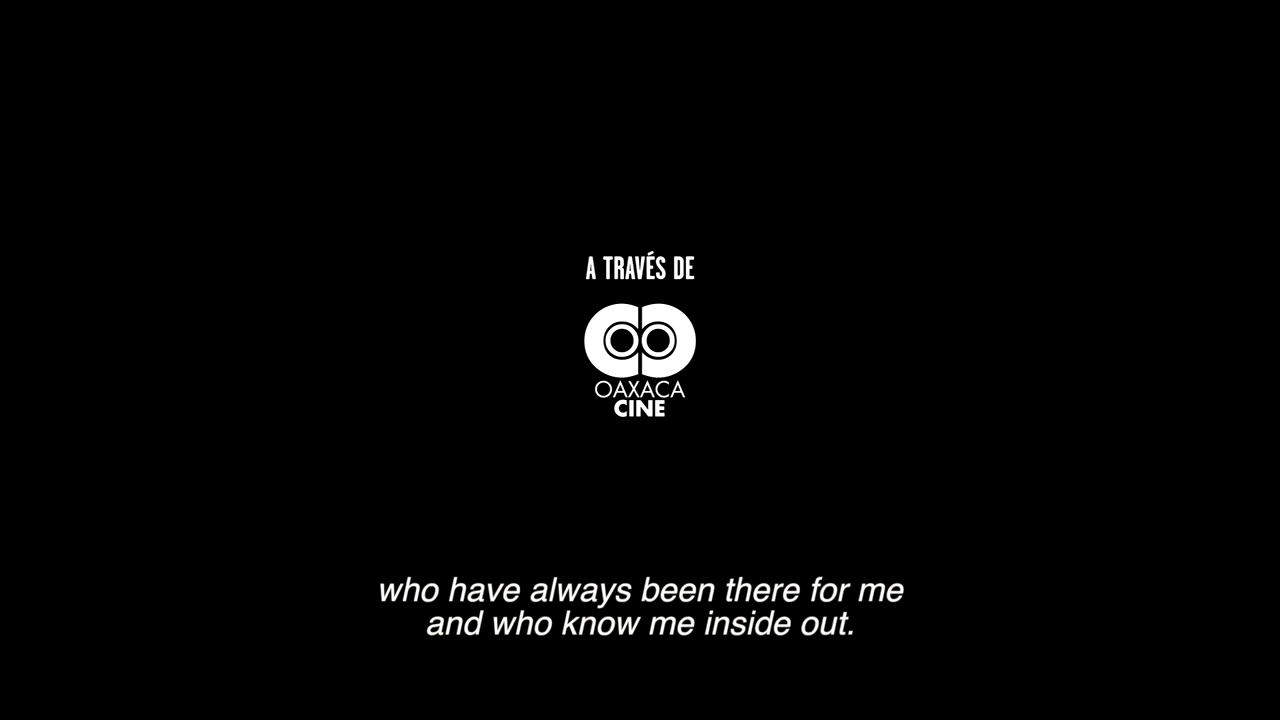 A TRAVÉS DE
OAXACA
CINE
who have always been there for me
and who know me inside out.